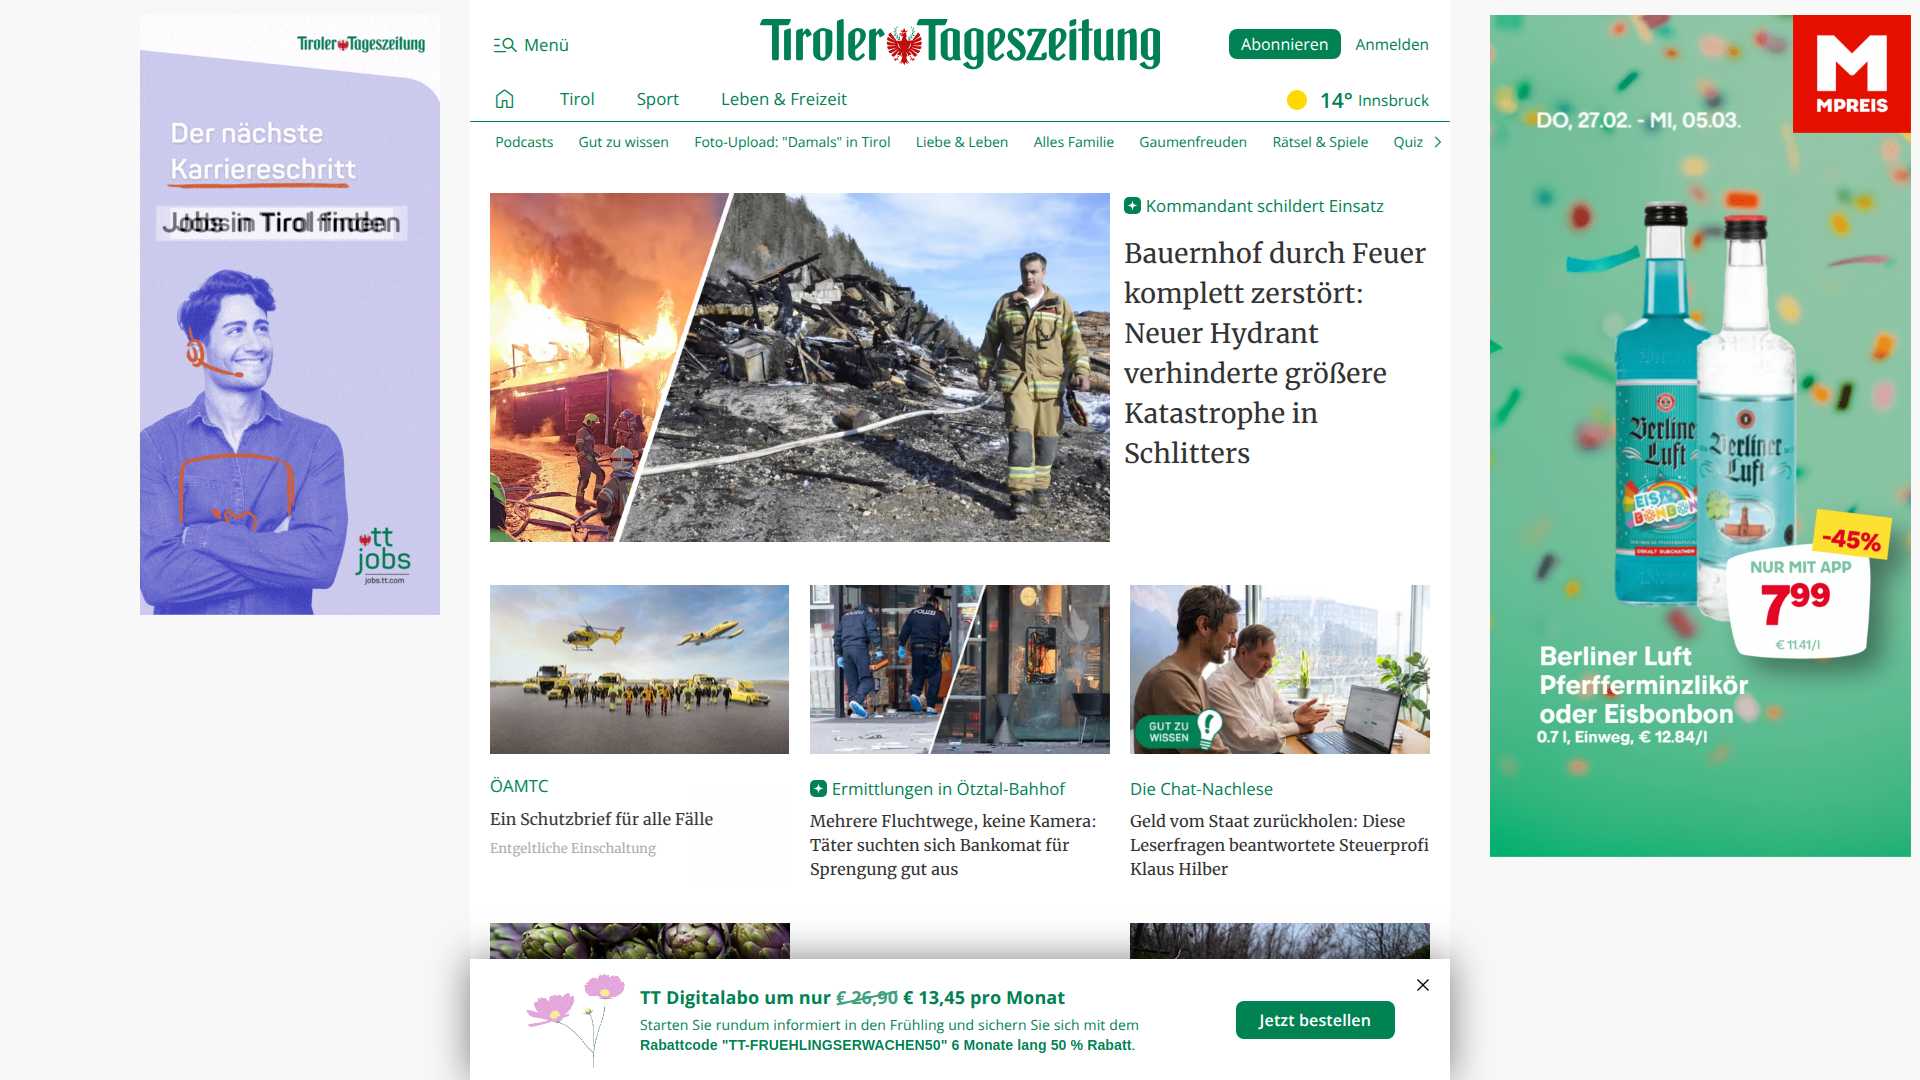 Tiroler Tageszeitung
Der nächste
Karriereschritt
tt
jobs
jobs.tt.com
Menü
Tiroler Tageszeitung
Abonnieren
Anmelden
Tirol
Sport
Leben & Freizeit
14° Innsbruck
Podcasts
Gut zu wissen
Foto-Upload: "Damals" in Tirol
Liebe & Leben
Alles Familie
Gaumenfreuden
Rätsel & Spiele
Quiz
Kommandant schildert Einsatz
Bauernhof durch Feuer
komplett zerstört:
Neuer Hydrant
verhinderte größere
Katastrophe in
Schlitters
ÖAMTC
Ein Schutzbrief für alle Fälle
Entgeltliche Einschaltung
POLIZEI
Ermittlungen in Ötztal-Bahhof
Mehrere Fluchtwege, keine Kamera:
Täter suchten sich Bankomat für
Sprengung gut aus
GUT ZU
WISSEN
Die Chat-Nachlese
Geld vom Staat zurückholen: Diese
Leserfragen beantwortete Steuerprofi
Klaus Hilber
TT Digitalabo um nur € 26,90 € 13,45 pro Monat
Starten Sie rundum informiert in den Frühling und sichern Sie sich mit dem
Rabattcode "TT-FRUEHLINGSERWACHEN50" 6 Monate lang 50 % Rabatt.
Jetzt bestellen
M
MPREIS
DO, 27.02. - MI, 05.03.
Berliner
Luft
EIS
BONBON
Berliner
Luft
-45%
NUR MIT APP
7⁹⁹
€ 11.41/l
Berliner Luft
Pferfferminzlikör
oder Eisbonbon
0.7 l, Einweg, € 12.84/l